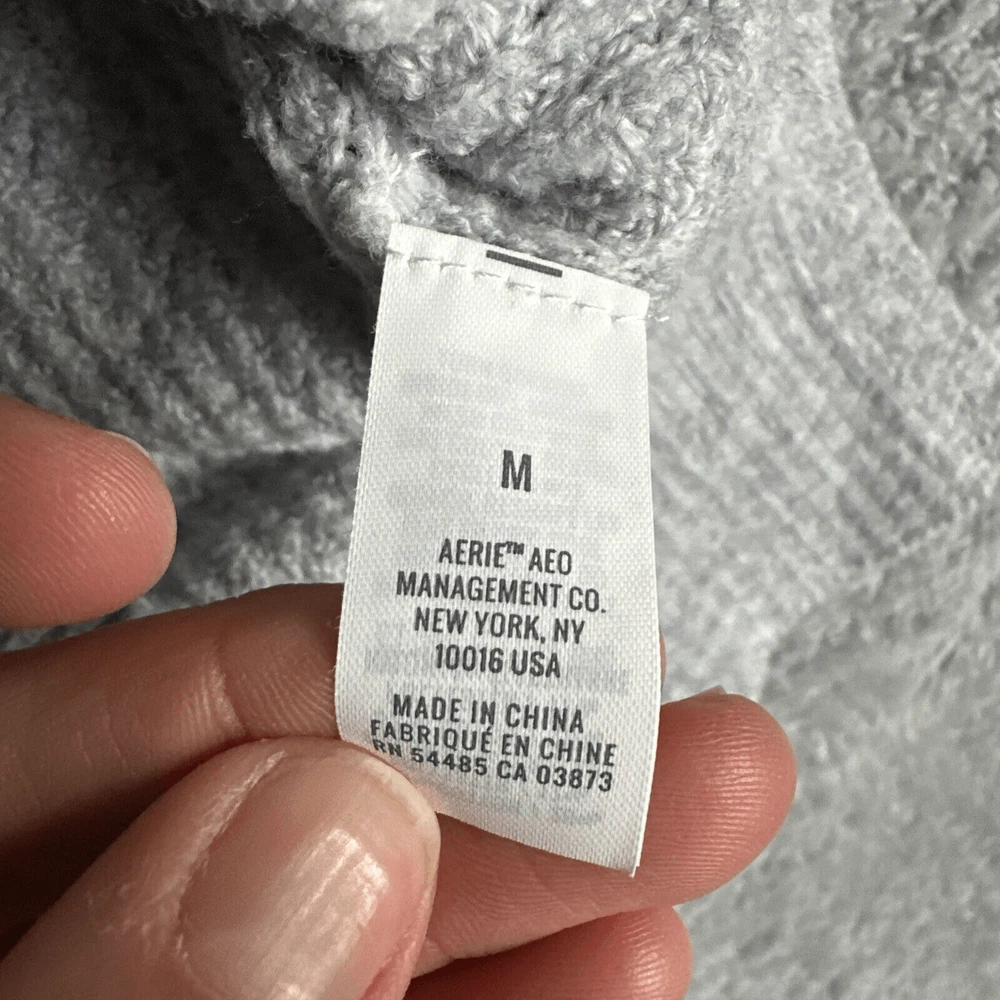 M
AERIE™ AEO
MANAGEMENT CO.
NEW YORK, NY
10016 USA
MADE IN CHINA
FABRIQUÉ EN CHINE
RN 54485 CA 03873